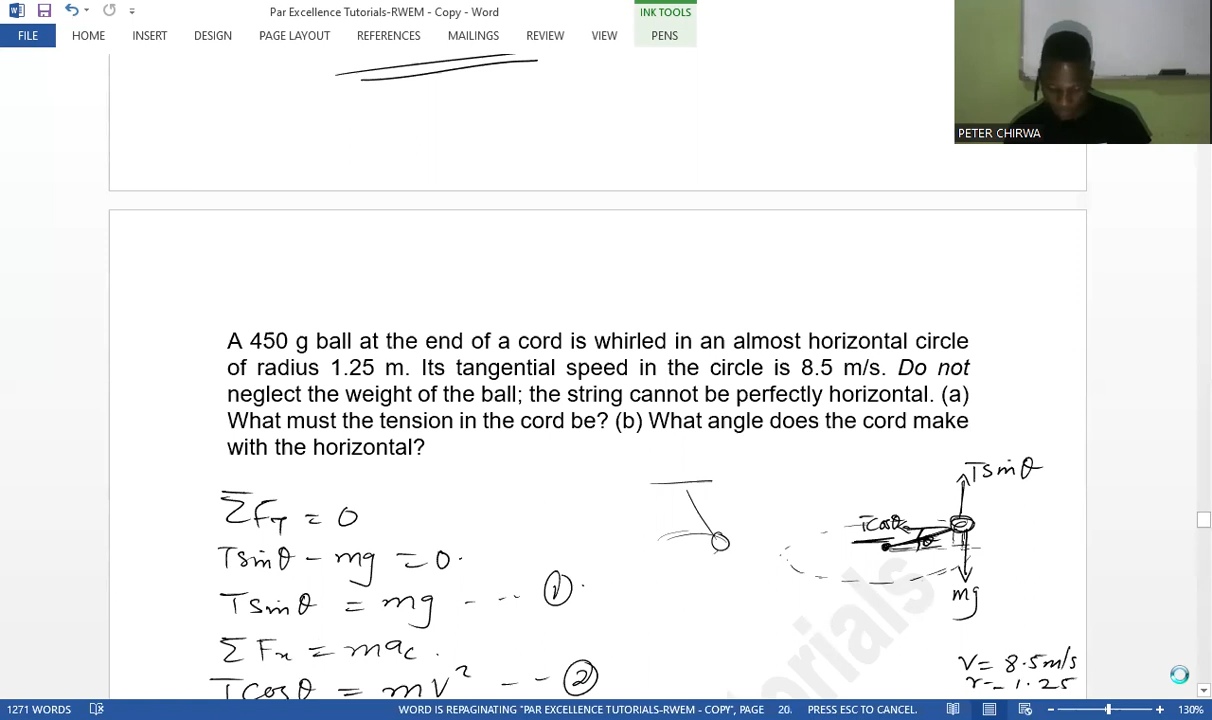 Par Excellence Tutorials-RWEM - Copy - Word
INK TOOLS
FILE HOME INSERT DESIGN PAGE LAYOUT REFERENCES MAILINGS REVIEW VIEW PENS
PETER CHIRWA
A 450 g ball at the end of a cord is whirled in an almost horizontal circle
of radius 1.25 m. Its tangential speed in the circle is 8.5 m/s. Do not
neglect the weight of the ball; the string cannot be perfectly horizontal. (a)
What must the tension in the cord be? (b) What angle does the cord make
with the horizontal?
Tsinθ
Tcosθ
θ
mg
ΣFy = 0
Tsinθ - mg = 0.
Tsinθ = mg - -- ①
ΣFx = mac.
Tcosθ = mv² - -- ②
V = 8.5m/s
r = 1.25
torials
1271 WORDS
WORD IS REPAGINATING "PAR EXCELLENCE TUTORIALS-RWEM - COPY", PAGE 20. PRESS ESC TO CANCEL.
130%